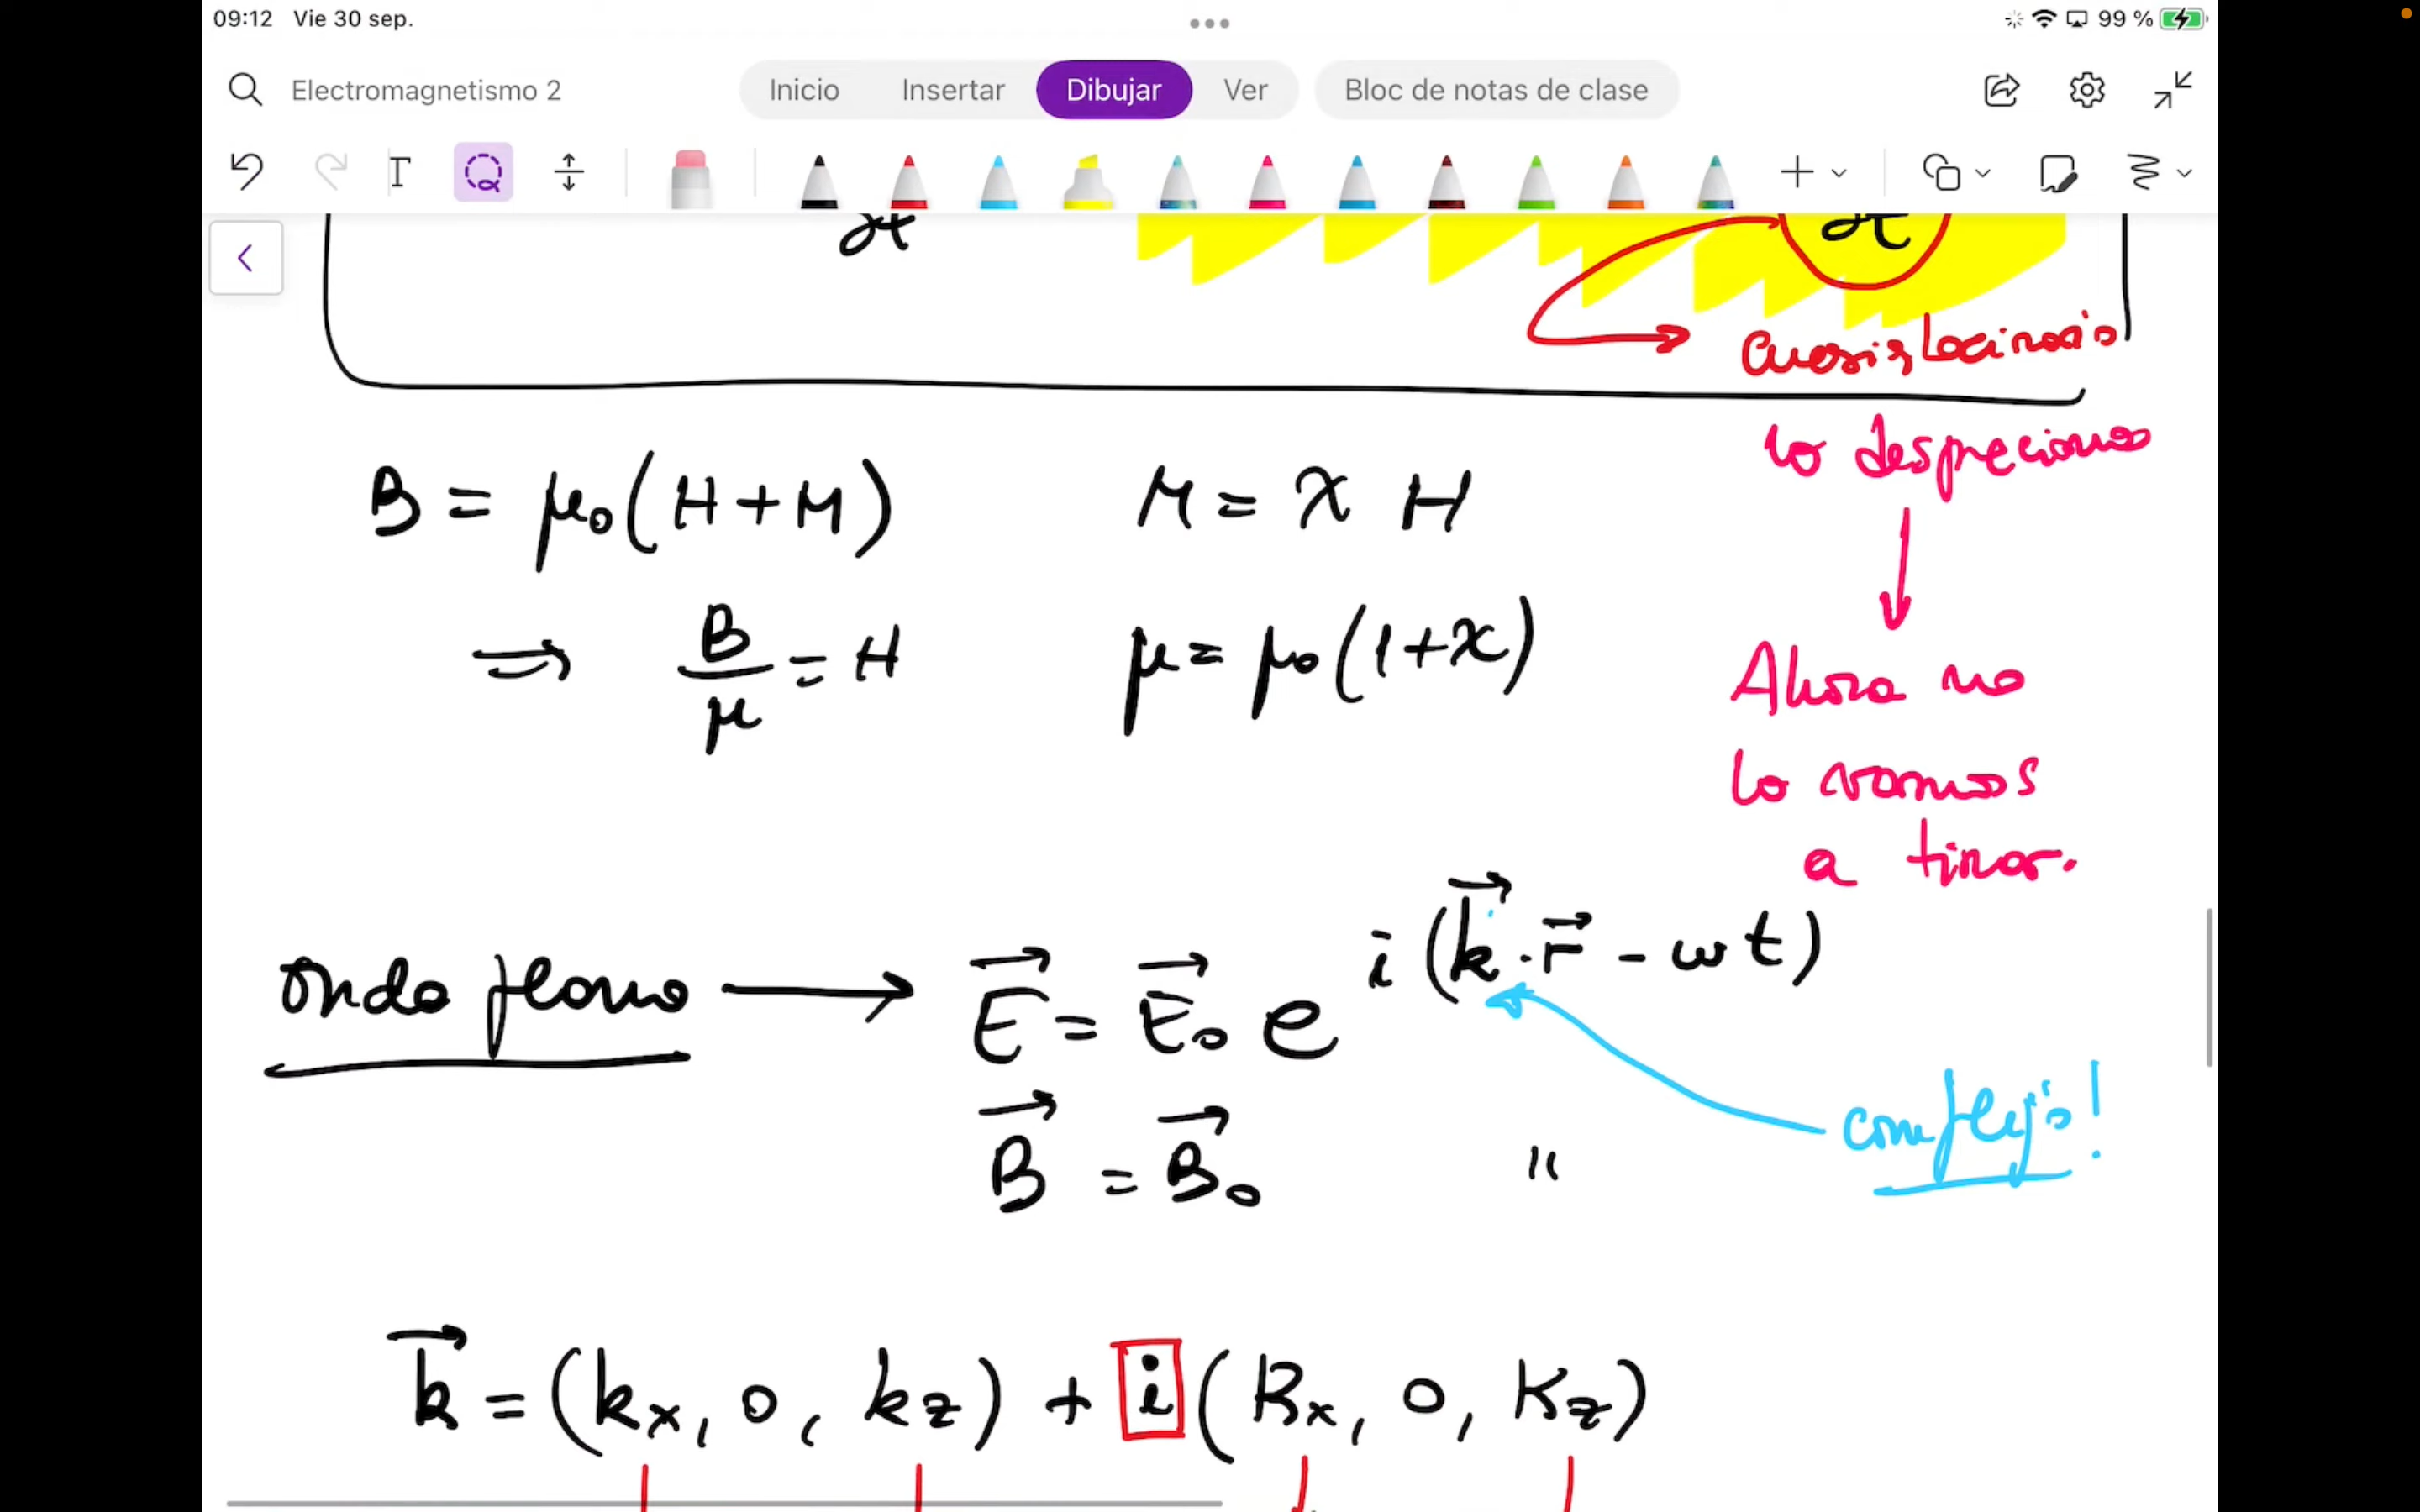 09:12 Vie 30 sep. 99 %
Electromagnetismo 2 Inicio Insertar Dibujar Ver Bloc de notas de clase
T
∂t ∂t
cuasiestacionario
lo despreciamos
B = μ₀(H+M) M = χ H
⇒ B/μ = H μ = μ₀(1+χ)
Ahora no
lo vamos
a tirar.
onda plana → E⃗ = E⃗₀ e^{i(k⃗·r⃗ - ωt)}
complejo!
B⃗ = B⃗₀ "
k⃗ = (kx, 0, kz) + i (Kx, 0, Kz)